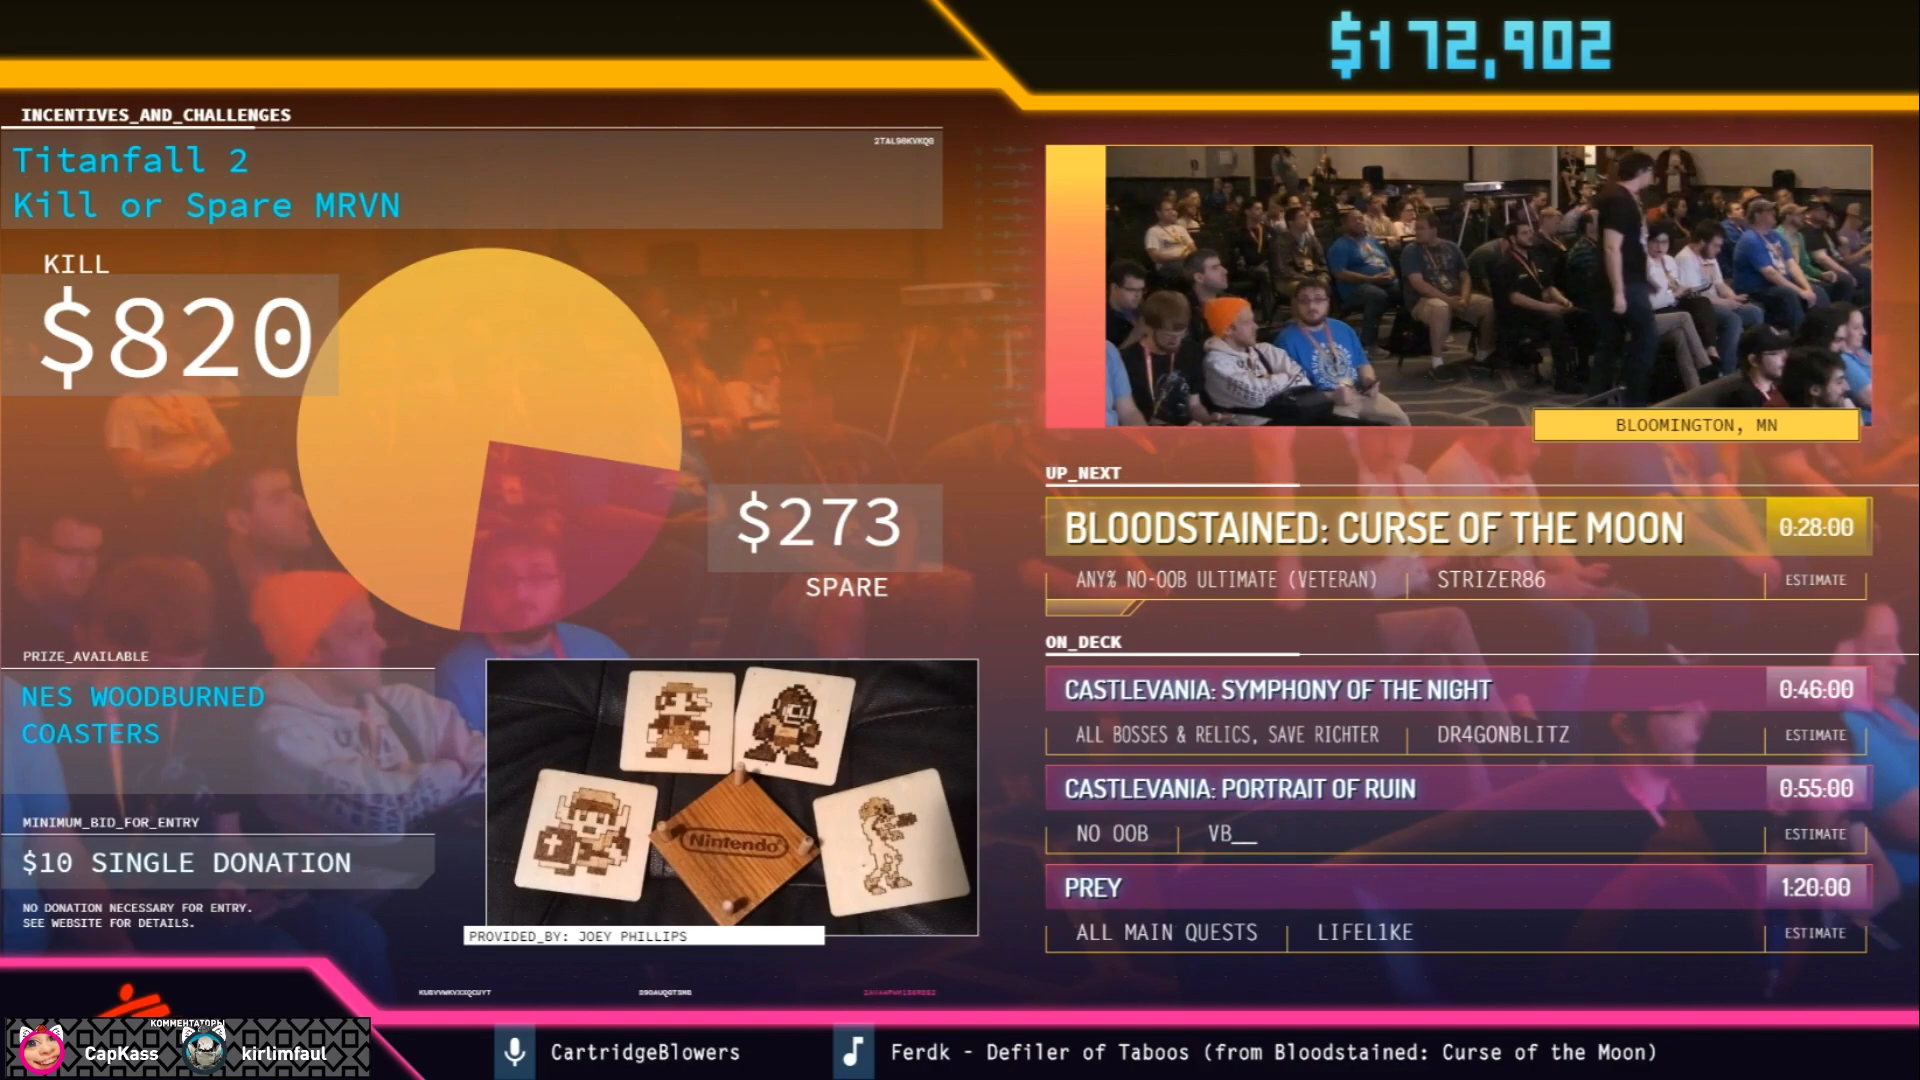 $172,902
INCENTIVES_AND_CHALLENGES
Titanfall 2
Kill or Spare MRVN
KILL
$820
$273
SPARE
PRIZE_AVAILABLE
NES WOODBURNED
COASTERS
MINIMUM_BID_FOR_ENTRY
$10 SINGLE DONATION
NO DONATION NECESSARY FOR ENTRY.
SEE WEBSITE FOR DETAILS.
Nintendo
PROVIDED_BY: JOEY PHILLIPS
BLOOMINGTON, MN
UP_NEXT
BLOODSTAINED: CURSE OF THE MOON 0:28:00
ANY% NO-OOB ULTIMATE (VETERAN) STRIZER86 ESTIMATE
ON_DECK
CASTLEVANIA: SYMPHONY OF THE NIGHT 0:46:00
ALL BOSSES & RELICS, SAVE RICHTER DR4GONBLITZ ESTIMATE
CASTLEVANIA: PORTRAIT OF RUIN 0:55:00
NO OOB VB__ ESTIMATE
PREY 1:20:00
ALL MAIN QUESTS LIFEL1KE ESTIMATE
КОММЕНТАТОРЫ
CapKass kirlimfaul
CartridgeBlowers
Ferdk - Defiler of Taboos (from Bloodstained: Curse of the Moon)